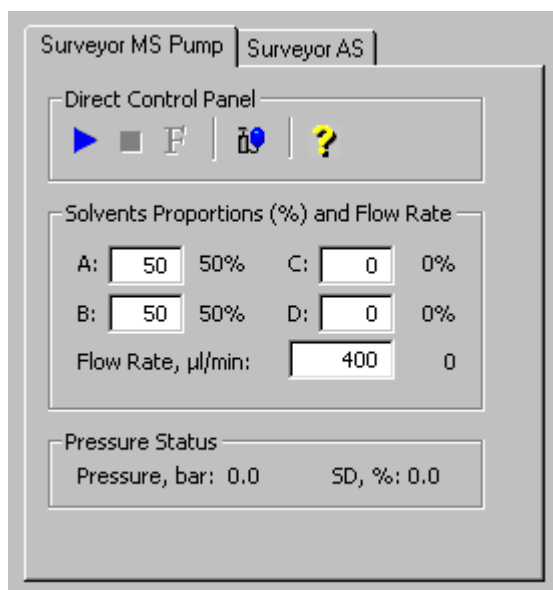 Surveyor MS Pump Surveyor AS
Direct Control Panel
F ?
Solvents Proportions (%) and Flow Rate
A: 50 50% C: 0 0%
B: 50 50% D: 0 0%
Flow Rate, µl/min: 400 0
Pressure Status
Pressure, bar: 0.0 SD, %: 0.0